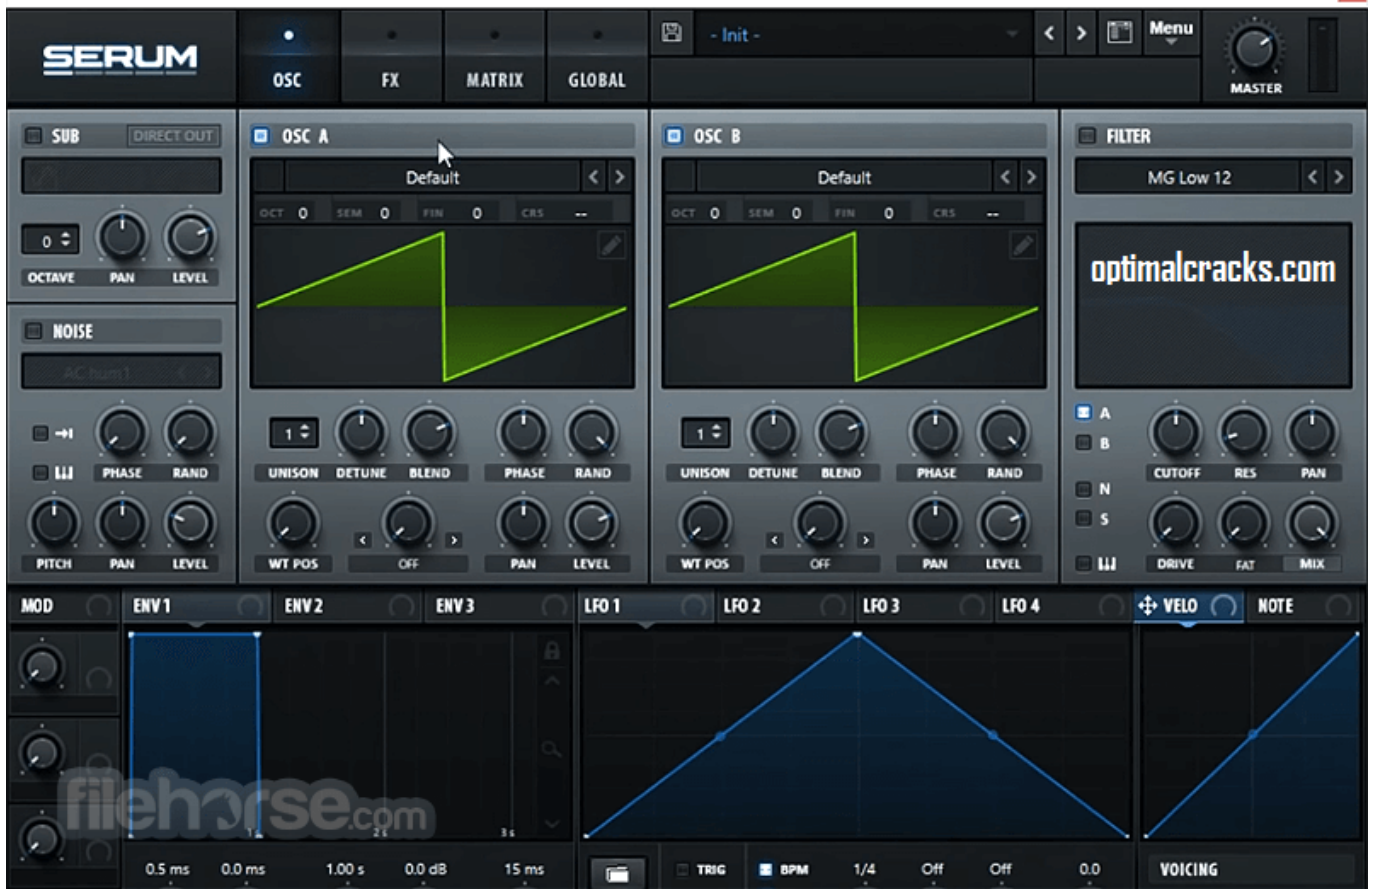 SERUM
OSC FX MATRIX GLOBAL
- Init -
Menu
MASTER
SUB DIRECT OUT
OSC A
OSC B
FILTER
Default
Default
MG Low 12
OCT 0 SEM 0 FIN 0 CRS --
OCT 0 SEM 0 FIN 0 CRS --
0
OCTAVE PAN LEVEL
optimalcracks.com
NOISE
AC hum1
1
1
A
B
PHASE RAND
UNISON DETUNE BLEND PHASE RAND
UNISON DETUNE BLEND PHASE RAND
CUTOFF RES PAN
N
S
PITCH PAN LEVEL
WT POS OFF PAN LEVEL
WT POS OFF PAN LEVEL
DRIVE FAT MIX
MOD ENV 1 ENV 2 ENV 3 LFO 1 LFO 2 LFO 3 LFO 4 VELO NOTE
filehorse.com
1s 2s 3s
0.5 ms 0.0 ms 1.00 s 0.0 dB 15 ms
TRIG BPM 1/4 Off Off 0.0
VOICING